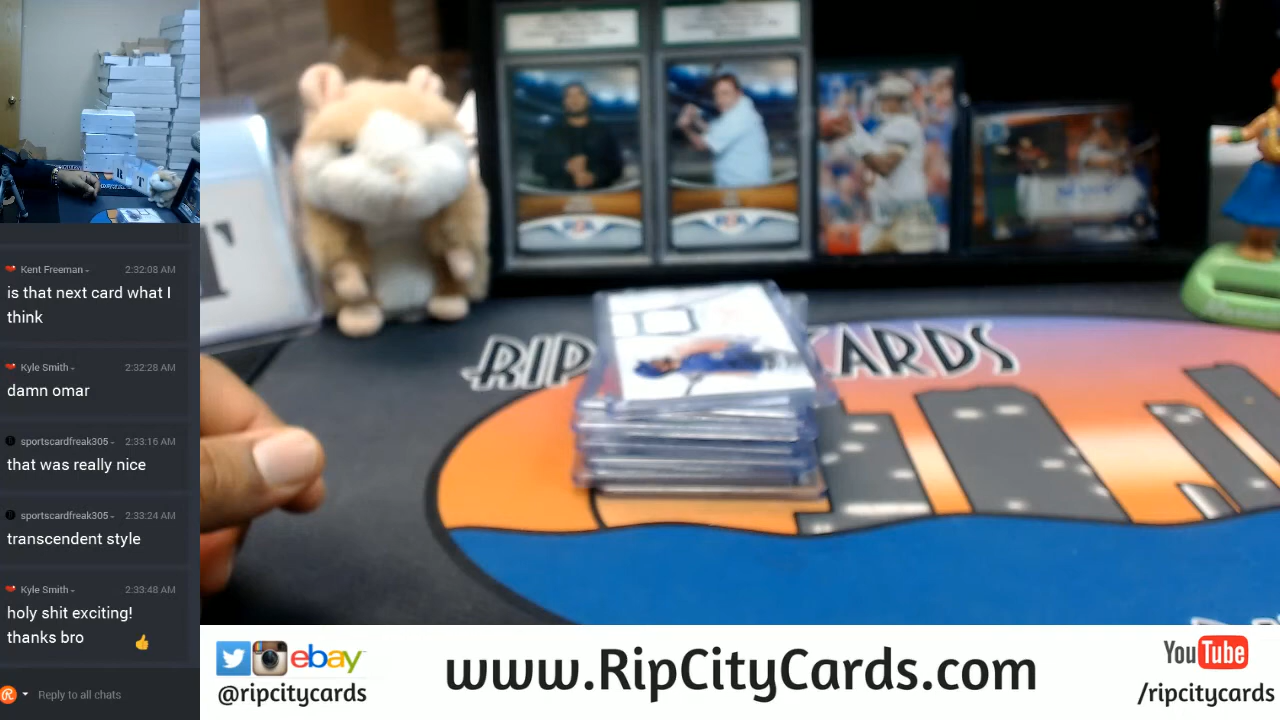 Kent Freeman
2:32:08 AM
is that next card what I
think
Kyle Smith
2:32:28 AM
damn omar
sportscardfreak305
2:33:16 AM
that was really nice
sportscardfreak305
2:33:24 AM
transcendent style
Kyle Smith
2:33:48 AM
holy shit exciting!
thanks bro
Reply to all chats
RIP CARDS
ebay
@ripcitycards
www.RipCityCards.com
YouTube
/ripcitycards